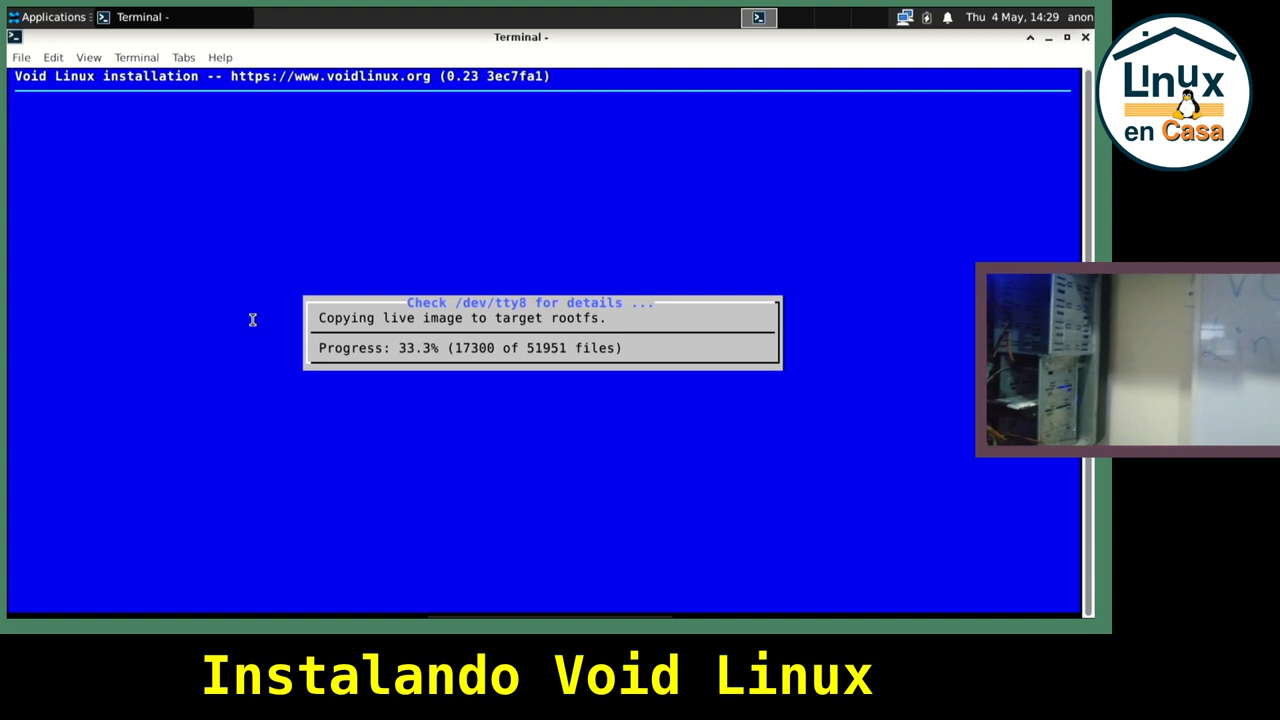 Applications
Terminal -
Thu 4 May, 14:29 anon
Terminal -
File Edit View Terminal Tabs Help
Void Linux installation -- https://www.voidlinux.org (0.23 3ec7fa1)
Check /dev/tty8 for details ...
Copying live image to target rootfs.
Progress: 33.3% (17300 of 51951 files)
Linux
en Casa
Instalando Void Linux